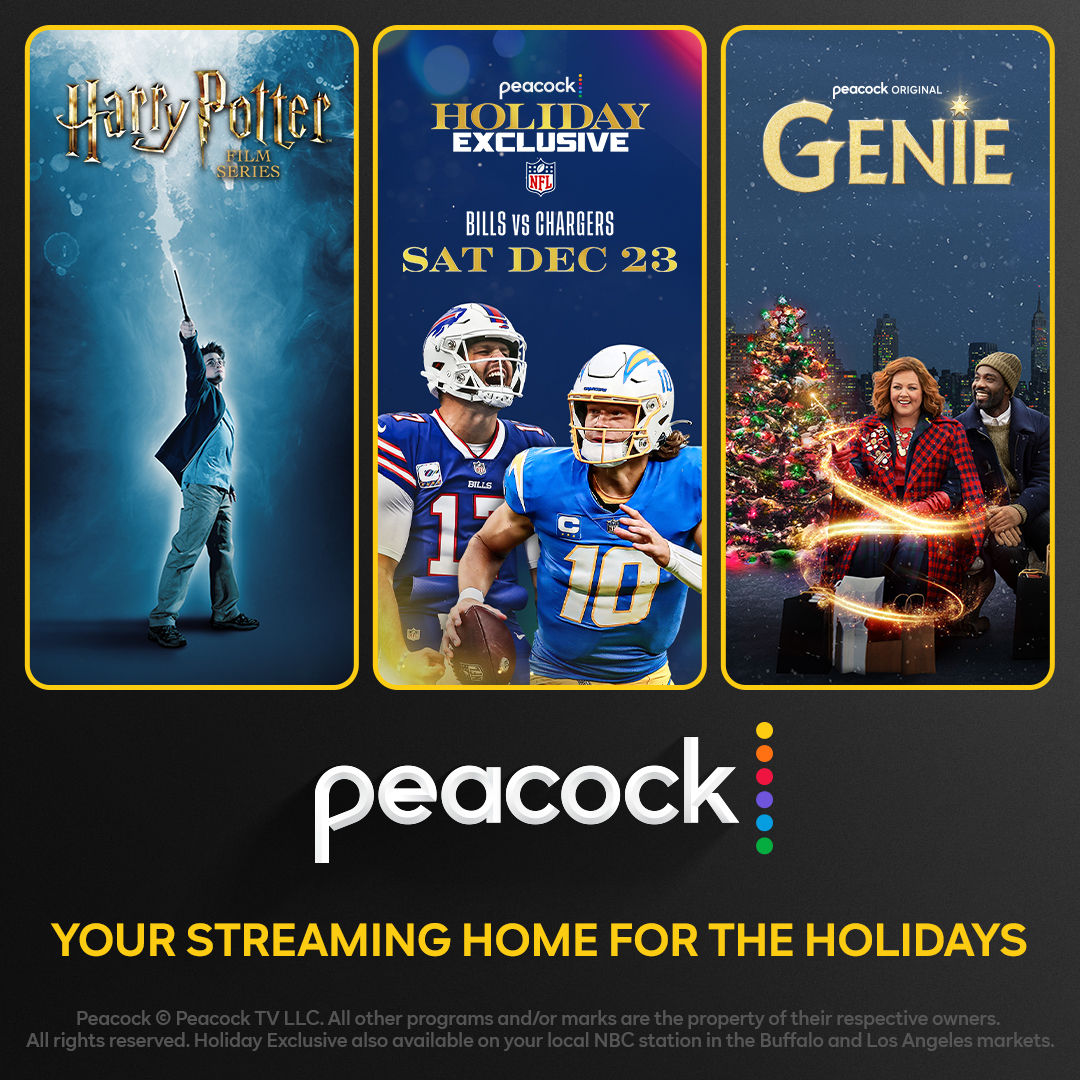 Harry Potter
FILM
SERIES
peacock
HOLIDAY
EXCLUSIVE
NFL
BILLS vs CHARGERS
SAT DEC 23
BILLS
17
C
10
10
peacock ORIGINAL
GENIE
peacock
YOUR STREAMING HOME FOR THE HOLIDAYS
Peacock © Peacock TV LLC. All other programs and/or marks are the property of their respective owners.
All rights reserved. Holiday Exclusive also available on your local NBC station in the Buffalo and Los Angeles markets.